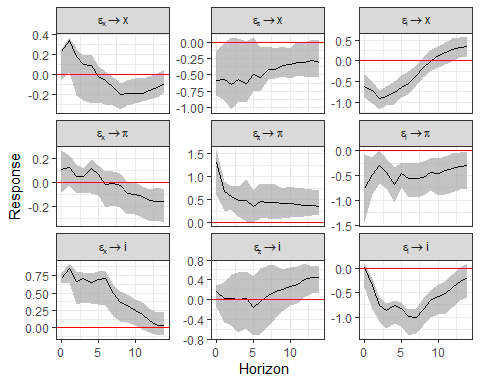 εx → x
επ → x
εi → x
0.4
0.2
0.0
-0.2
0.00
-0.25
-0.50
-0.75
-1.00
0.5
0.0
-0.5
-1.0
εx → π
επ → π
εi → π
0.2
0.0
-0.2
1.5
1.0
0.5
0.0
0.0
-0.5
-1.0
-1.5
Response
εx → i
επ → i
εi → i
0.75
0.50
0.25
0.00
0.8
0.4
0.0
-0.4
-0.8
0.0
-0.5
-1.0
0 5 10
0 5 10
0 5 10
Horizon